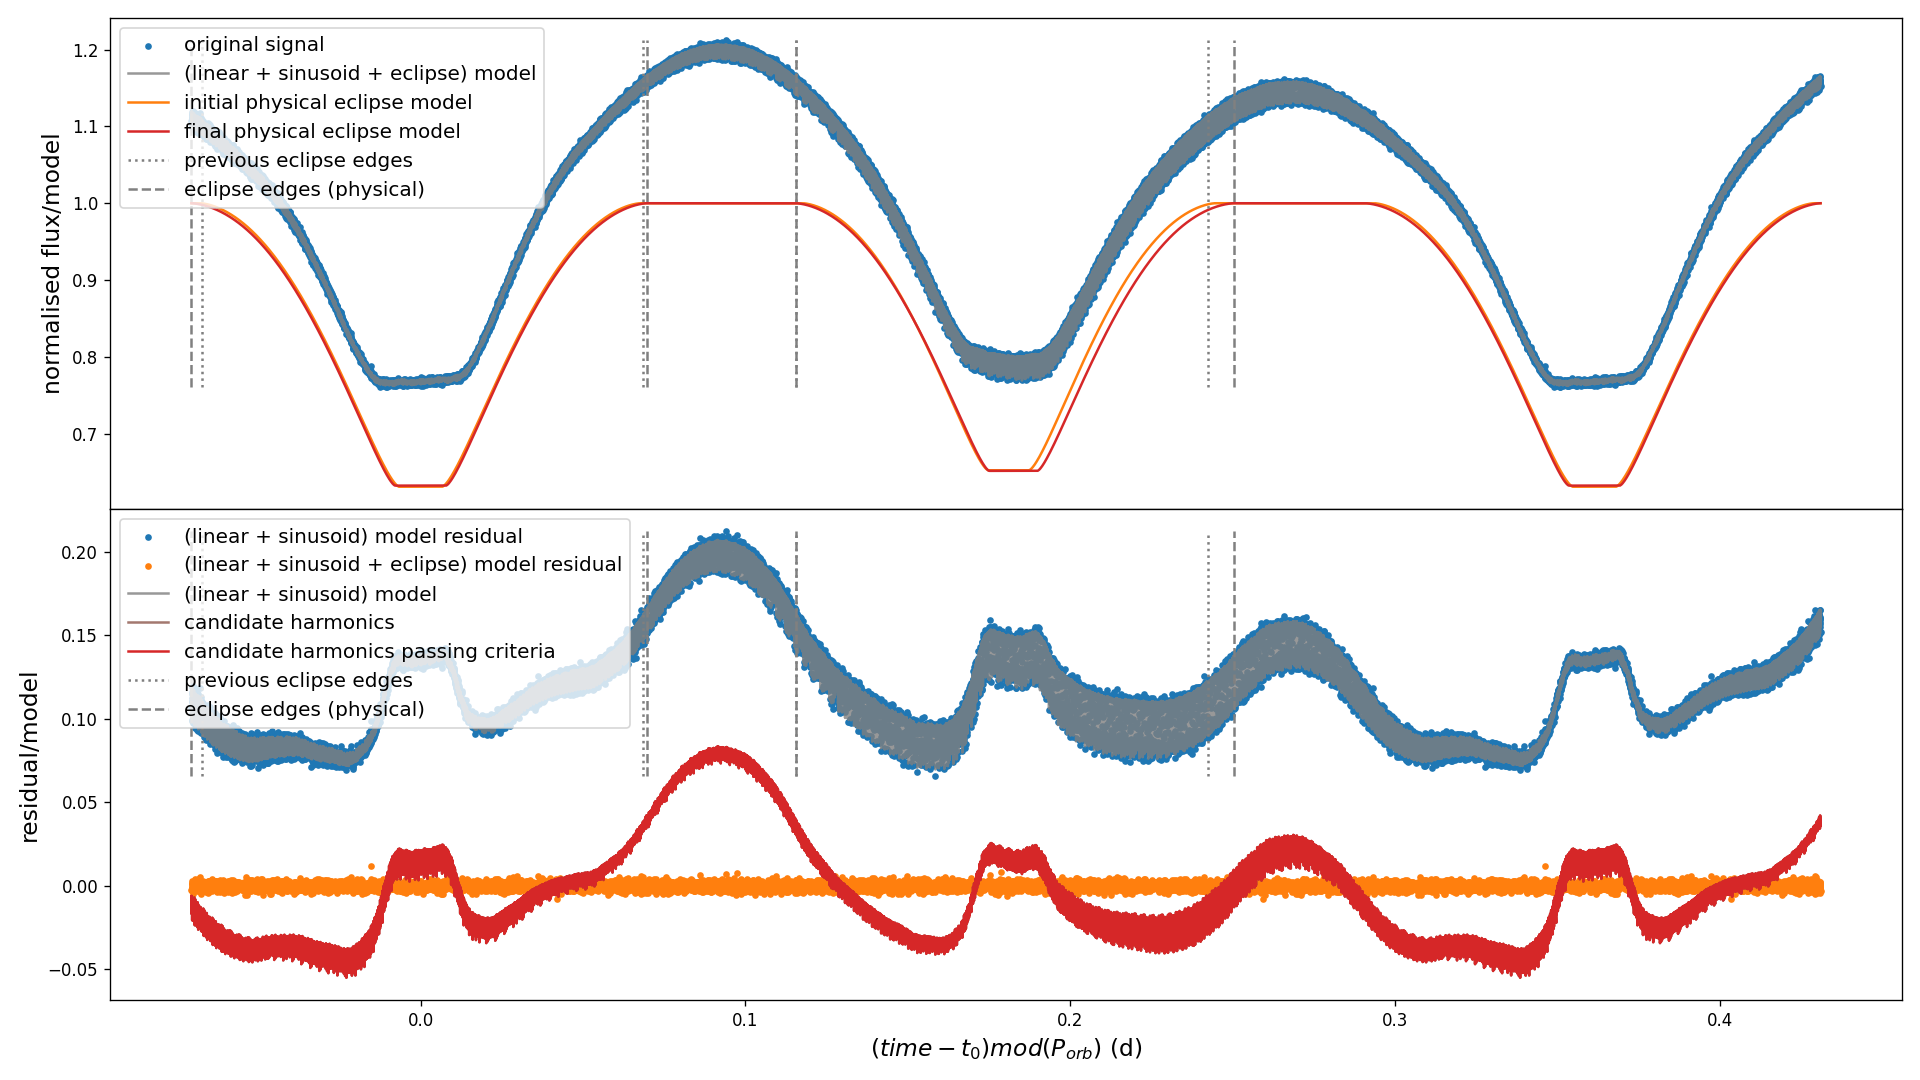 original signal
(linear + sinusoid + eclipse) model
initial physical eclipse model
final physical eclipse model
previous eclipse edges
eclipse edges (physical)
normalised flux/model
1.2
1.1
1.0
0.9
0.8
0.7
(linear + sinusoid) model residual
(linear + sinusoid + eclipse) model residual
(linear + sinusoid) model
candidate harmonics
candidate harmonics passing criteria
previous eclipse edges
eclipse edges (physical)
residual/model
0.20
0.15
0.10
0.05
0.00
−0.05
0.0 0.1 0.2 0.3 0.4
(time − t₀)mod(Pₒᵣb) (d)